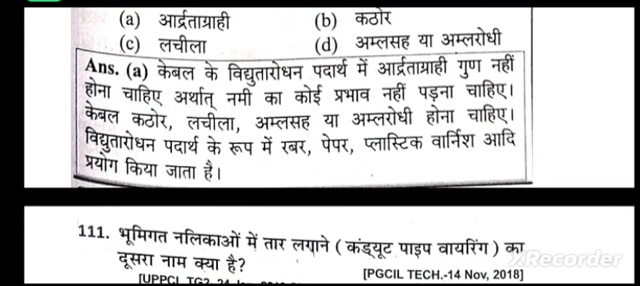 (a) आर्द्रताग्राही (b) कठोर
(c) लचीला (d) अम्लसह या अम्लरोधी
Ans. (a) केबल के विद्युतारोधन पदार्थ में आर्द्रताग्राही गुण नहीं
होना चाहिए अर्थात् नमी का कोई प्रभाव नहीं पड़ना चाहिए।
केबल कठोर, लचीला, अम्लसह या अम्लरोधी होना चाहिए।
विद्युतारोधन पदार्थ के रूप में रबर, पेपर, प्लास्टिक वार्निश आदि
प्रयोग किया जाता है।
111. भूमिगत नलिकाओं में तार लगाने ( कंड्यूट पाइप वायरिंग ) का
दूसरा नाम क्या है?
XRecorder
[PGCIL TECH.-14 Nov, 2018]
[UPPCL TG2